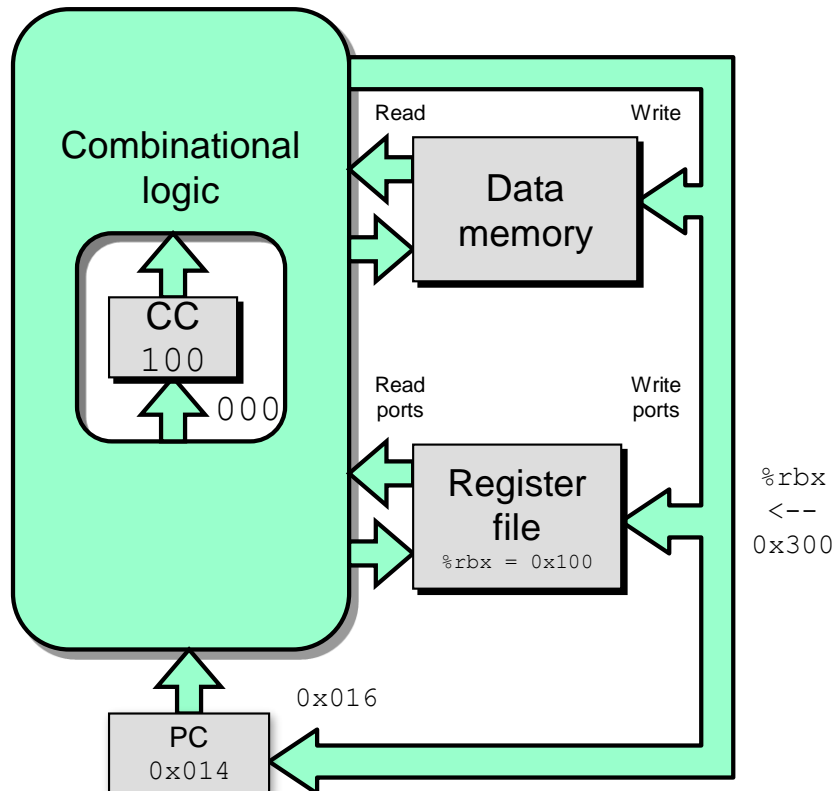 Read
Write
Combinational
logic
Data
memory
CC
100
000
Read
ports
Write
ports
Register
file
%rbx = 0x100
%rbx
<--
0x300
0x016
PC
0x014